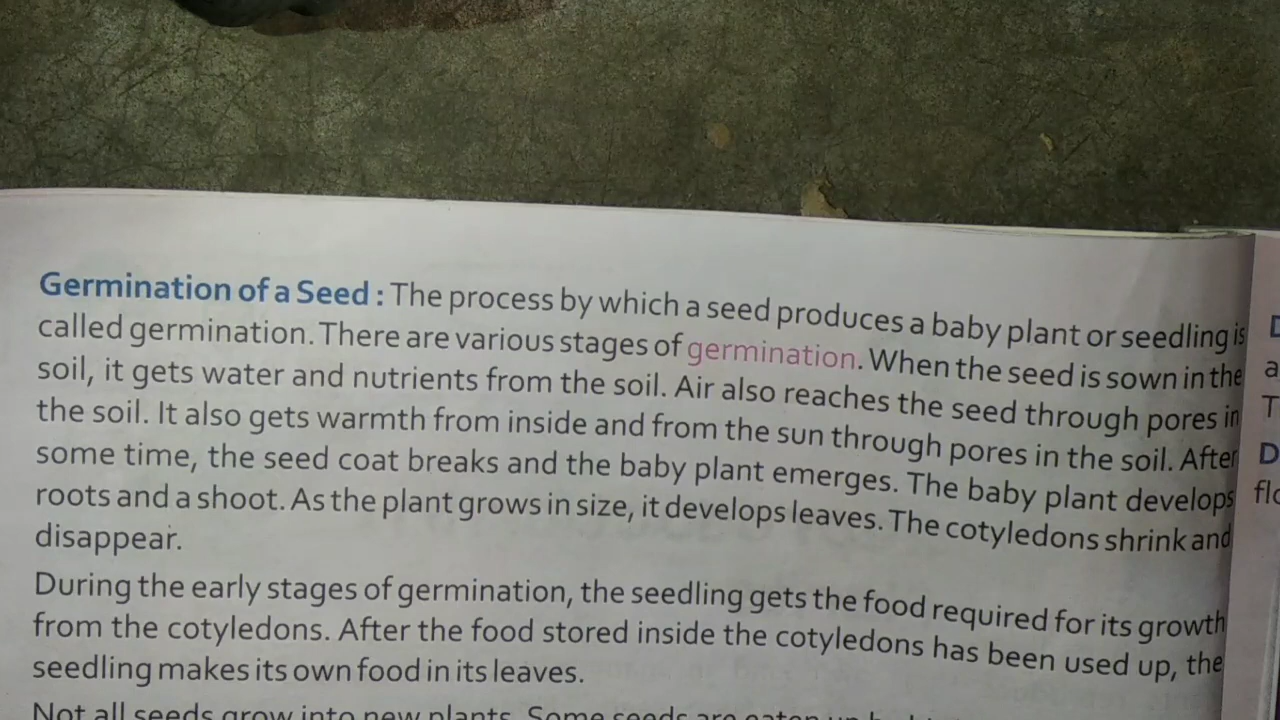 Germination of a Seed : The process by which a seed produces a baby plant or seedling is
called germination. There are various stages of germination. When the seed is sown in the
soil, it gets water and nutrients from the soil. Air also reaches the seed through pores in
the soil. It also gets warmth from inside and from the sun through pores in the soil. After
some time, the seed coat breaks and the baby plant emerges. The baby plant develops
roots and a shoot. As the plant grows in size, it develops leaves. The cotyledons shrink and
disappear.
During the early stages of germination, the seedling gets the food required for its growth
from the cotyledons. After the food stored inside the cotyledons has been used up, the
seedling makes its own food in its leaves.
Not all seeds grow into new plants. Some seeds are eaten up